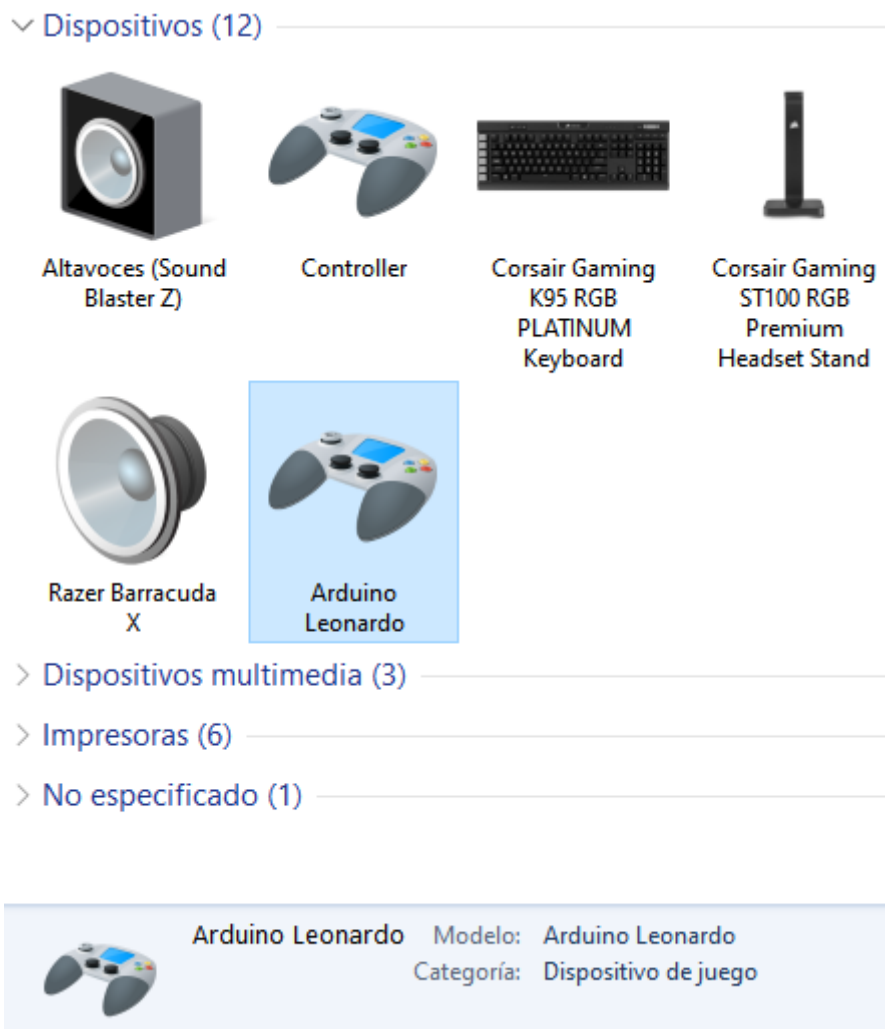 Dispositivos (12)
Altavoces (Sound
Blaster Z)
Controller
Corsair Gaming
K95 RGB
PLATINUM
Keyboard
Corsair Gaming
ST100 RGB
Premium
Headset Stand
Razer Barracuda
X
Arduino
Leonardo
Dispositivos multimedia (3)
Impresoras (6)
No especificado (1)
Arduino Leonardo Modelo: Arduino Leonardo
Categoría: Dispositivo de juego